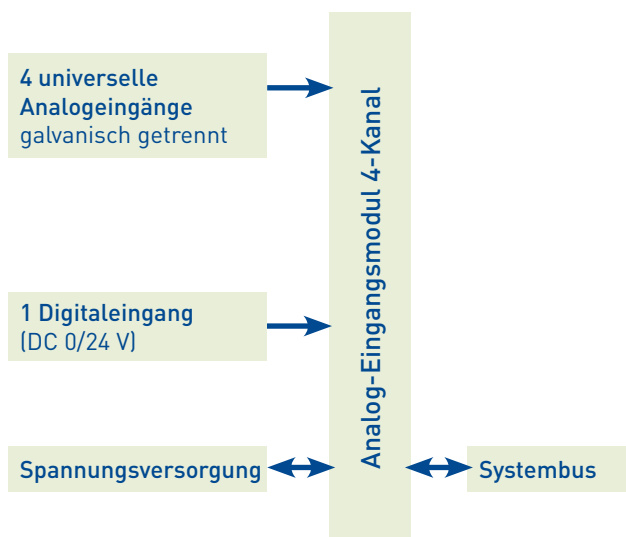 4 universelle
Analogeingänge
galvanisch getrennt
1 Digitaleingang
(DC 0/24 V)
Spannungsversorgung
Analog-Eingangsmodul 4-Kanal
Systembus